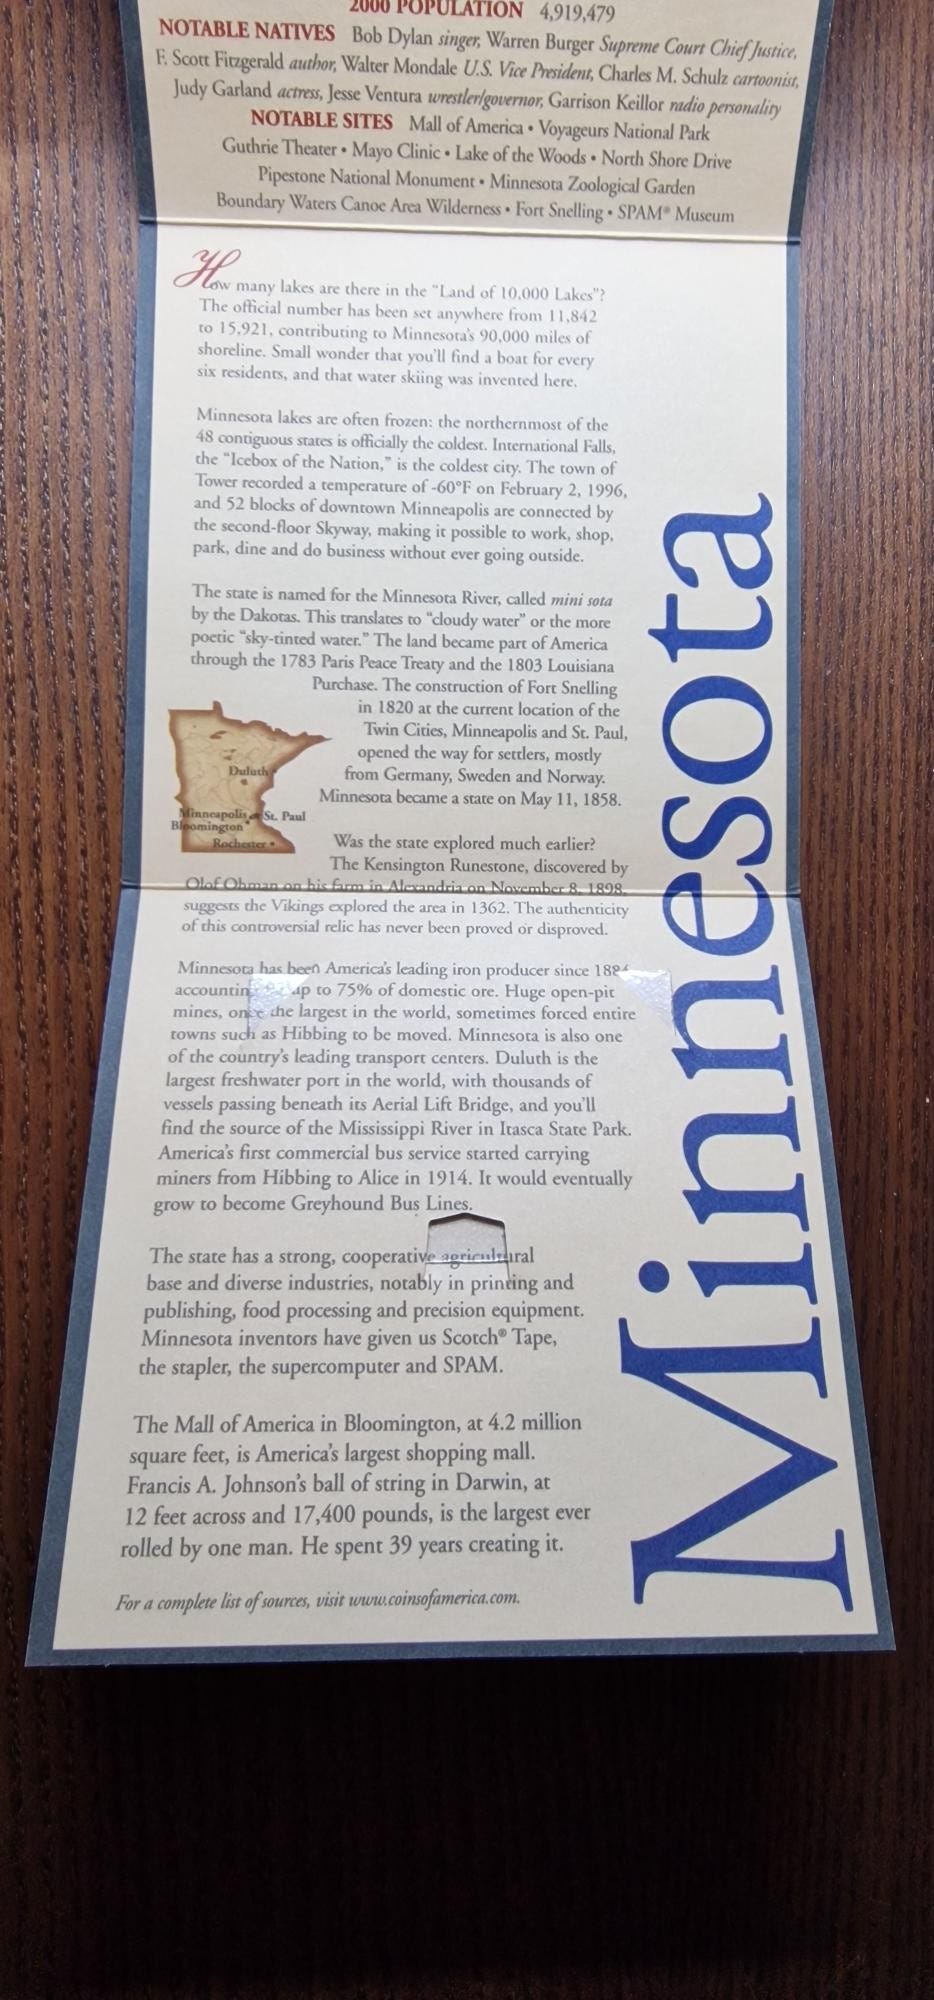 2000 POPULATION 4,919,479
NOTABLE NATIVES Bob Dylan singer, Warren Burger Supreme Court Chief Justice,
F. Scott Fitzgerald author, Walter Mondale U.S. Vice President, Charles M. Schulz cartoonist,
Judy Garland actress, Jesse Ventura wrestler/governor, Garrison Keillor radio personality
NOTABLE SITES Mall of America • Voyageurs National Park
Guthrie Theater • Mayo Clinic • Lake of the Woods • North Shore Drive
Pipestone National Monument • Minnesota Zoological Garden
Boundary Waters Canoe Area Wilderness • Fort Snelling • SPAM® Museum
How many lakes are there in the "Land of 10,000 Lakes"?
The official number has been set anywhere from 11,842
to 15,921, contributing to Minnesota's 90,000 miles of
shoreline. Small wonder that you'll find a boat for every
six residents, and that water skiing was invented here.
Minnesota lakes are often frozen: the northernmost of the
48 contiguous states is officially the coldest. International Falls,
the "Icebox of the Nation," is the coldest city. The town of
Tower recorded a temperature of -60°F on February 2, 1996,
and 52 blocks of downtown Minneapolis are connected by
the second-floor Skyway, making it possible to work, shop,
park, dine and do business without ever going outside.
The state is named for the Minnesota River, called mini sota
by the Dakotas. This translates to "cloudy water" or the more
poetic "sky-tinted water." The land became part of America
through the 1783 Paris Peace Treaty and the 1803 Louisiana
Purchase. The construction of Fort Snelling
in 1820 at the current location of the
Twin Cities, Minneapolis and St. Paul,
opened the way for settlers, mostly
from Germany, Sweden and Norway.
Minnesota became a state on May 11, 1858.
Duluth
Minneapolis St. Paul
Bloomington
Rochester
Was the state explored much earlier?
The Kensington Runestone, discovered by
Olof Ohman on his farm in Alexandria on November 8, 1898,
suggests the Vikings explored the area in 1362. The authenticity
of this controversial relic has never been proved or disproved.
Minnesota has been America's leading iron producer since 1884,
accounting for up to 75% of domestic ore. Huge open-pit
mines, once the largest in the world, sometimes forced entire
towns such as Hibbing to be moved. Minnesota is also one
of the country's leading transport centers. Duluth is the
largest freshwater port in the world, with thousands of
vessels passing beneath its Aerial Lift Bridge, and you'll
find the source of the Mississippi River in Itasca State Park.
America's first commercial bus service started carrying
miners from Hibbing to Alice in 1914. It would eventually
grow to become Greyhound Bus Lines.
The state has a strong, cooperative agricultural
base and diverse industries, notably in printing and
publishing, food processing and precision equipment.
Minnesota inventors have given us Scotch® Tape,
the stapler, the supercomputer and SPAM.
The Mall of America in Bloomington, at 4.2 million
square feet, is America's largest shopping mall.
Francis A. Johnson's ball of string in Darwin, at
12 feet across and 17,400 pounds, is the largest ever
rolled by one man. He spent 39 years creating it.
For a complete list of sources, visit www.coinsofamerica.com.
Minnesota